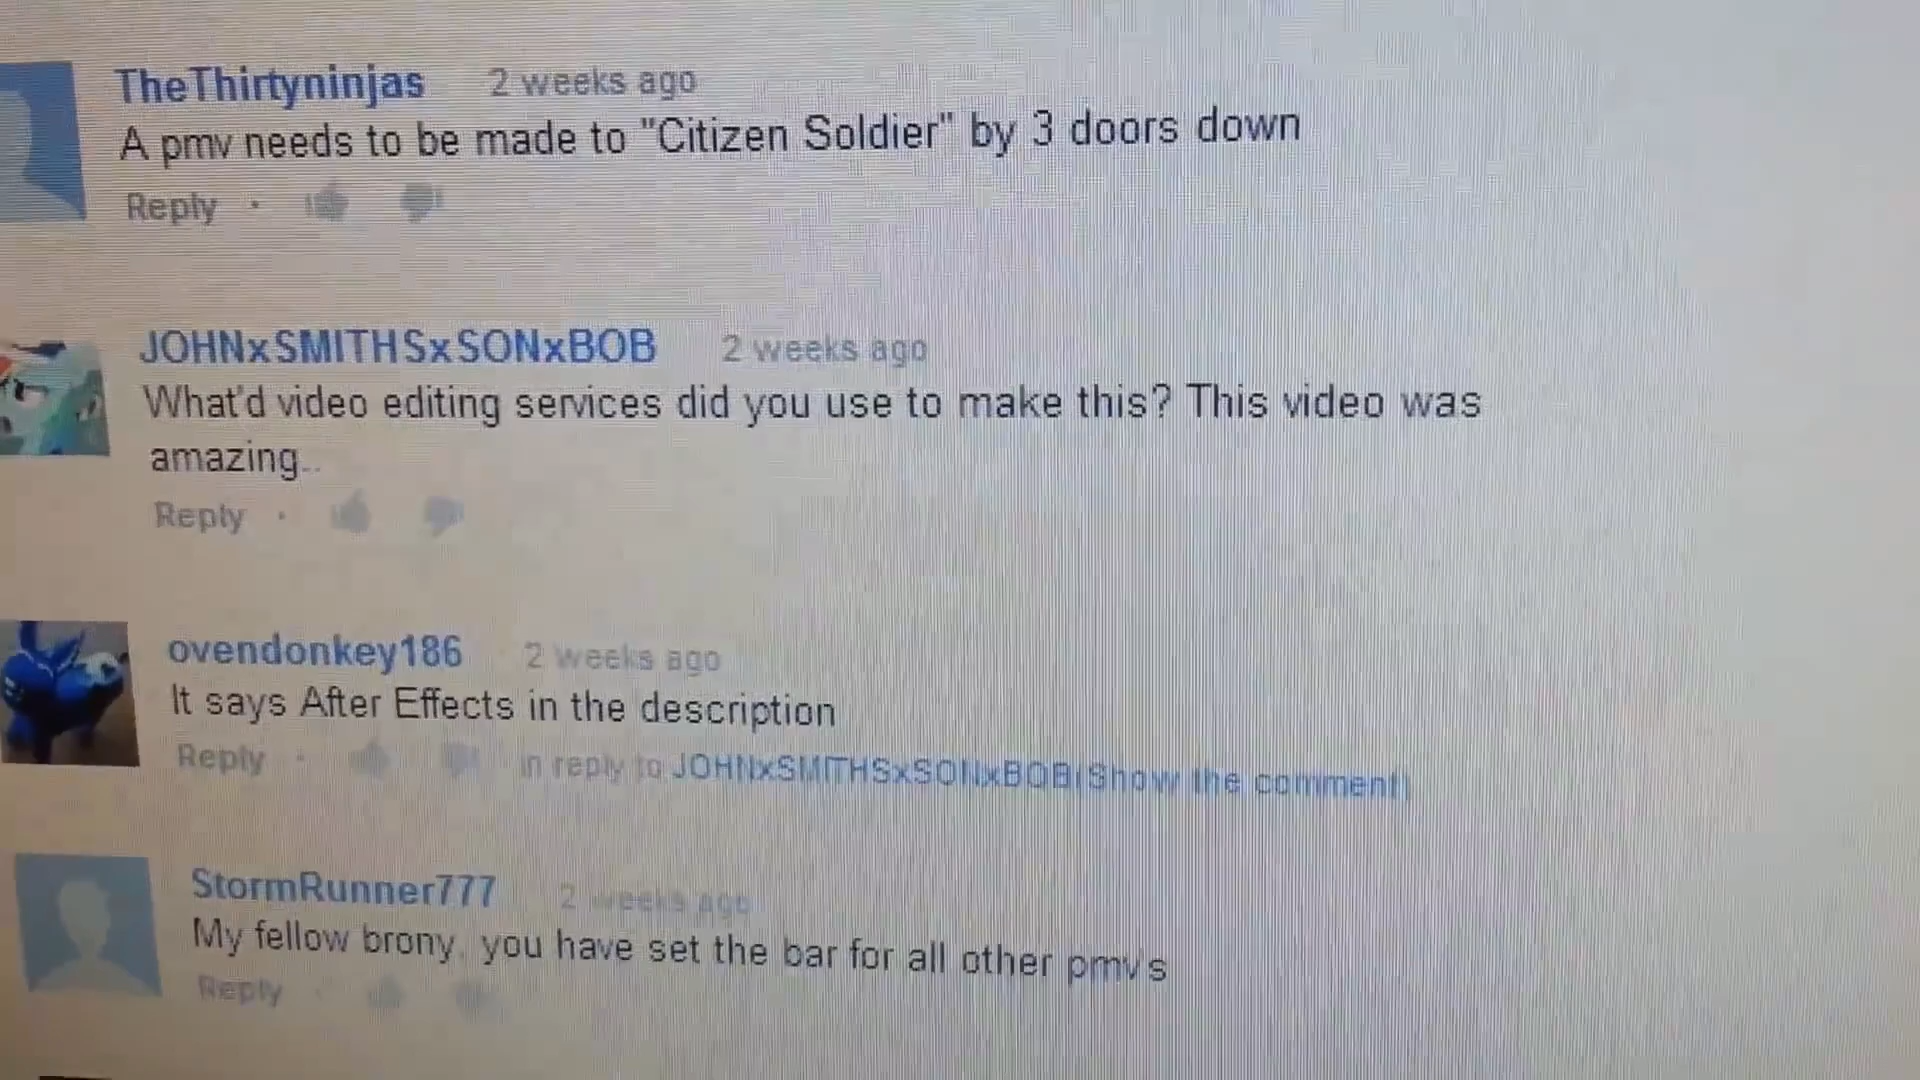 TheThirtyninjas 2 weeks ago
A pmv needs to be made to "Citizen Soldier" by 3 doors down
Reply •
JOHNxSMITHSxSONxBOB 2 weeks ago
What'd video editing services did you use to make this? This video was
amazing..
Reply •
ovendonkey186 2 weeks ago
It says After Effects in the description
Reply • in reply to JOHNxSMITHSxSONxBOB (Show the comment)
StormRunner777 2 weeks ago
My fellow brony, you have set the bar for all other pmv's
Reply •